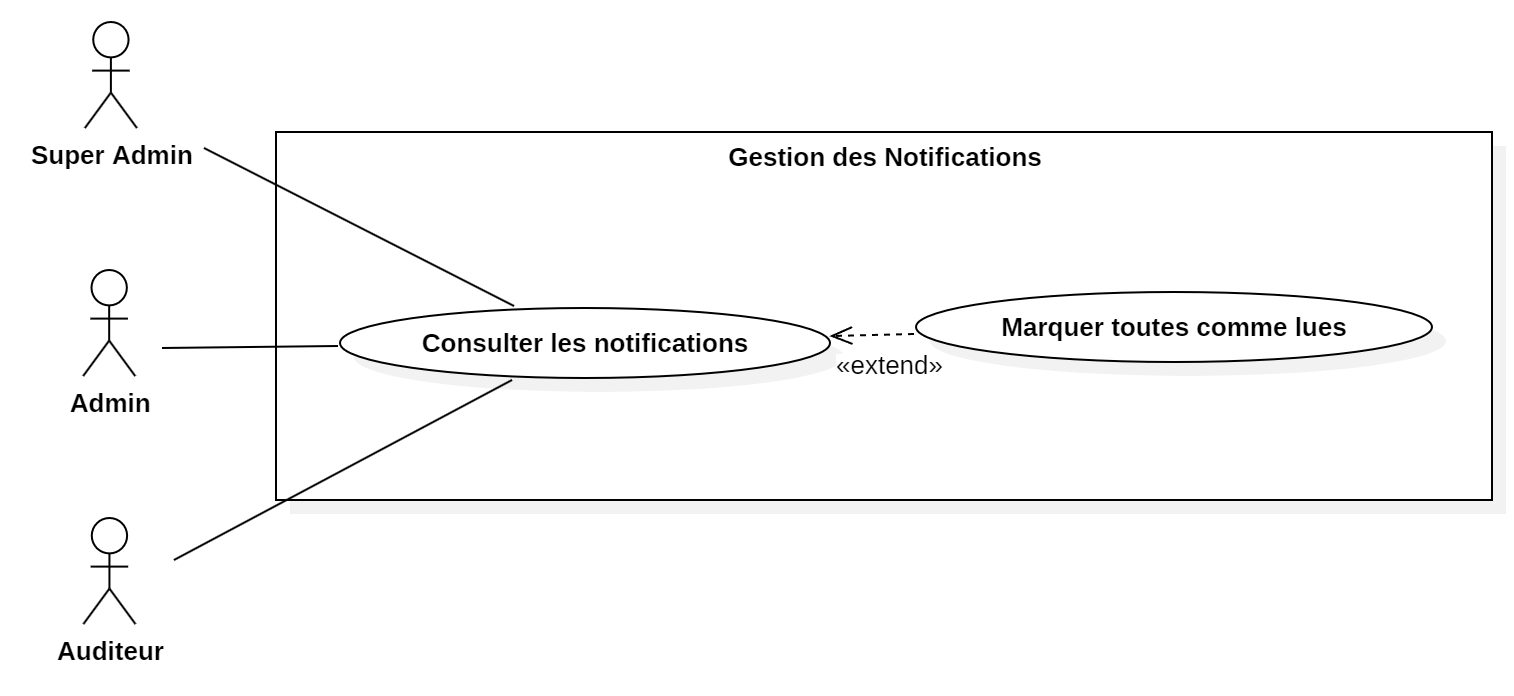 Super Admin
Gestion des Notifications
Consulter les notifications
Marquer toutes comme lues
«extend»
Admin
Auditeur